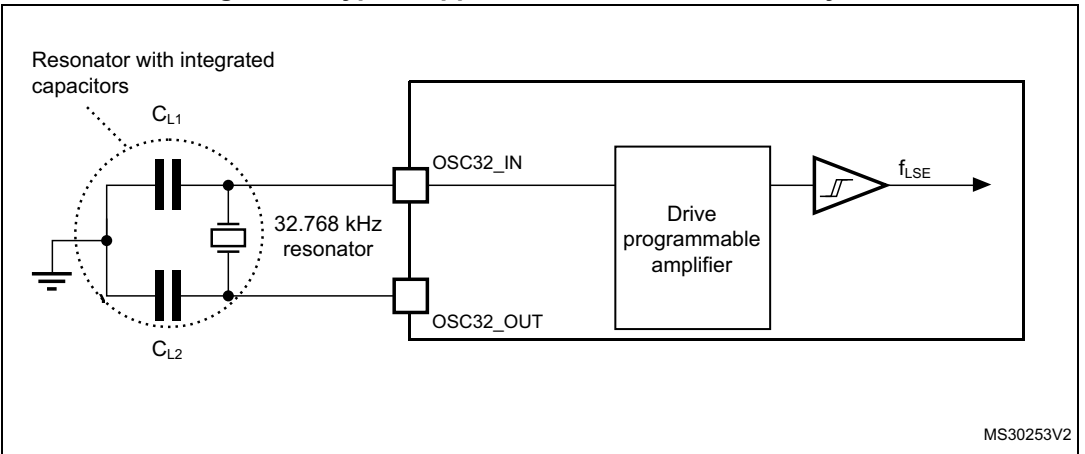 Resonator with integrated
capacitors
CL1
OSC32_IN
fLSE
32.768 kHz
resonator
Drive
programmable
amplifier
OSC32_OUT
CL2
MS30253V2